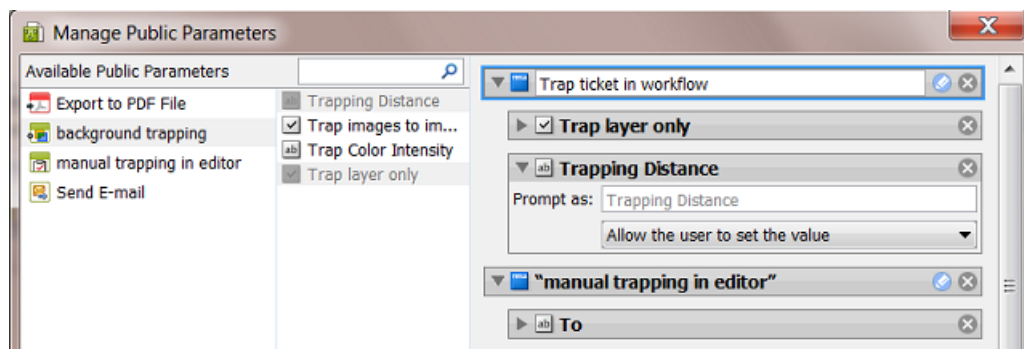 Manage Public Parameters
Available Public Parameters
Export to PDF File
background trapping
manual trapping in editor
Send E-mail
Trapping Distance
Trap images to im...
Trap Color Intensity
Trap layer only
Trap ticket in workflow
Trap layer only
Trapping Distance
Prompt as: Trapping Distance
Allow the user to set the value
"manual trapping in editor"
To